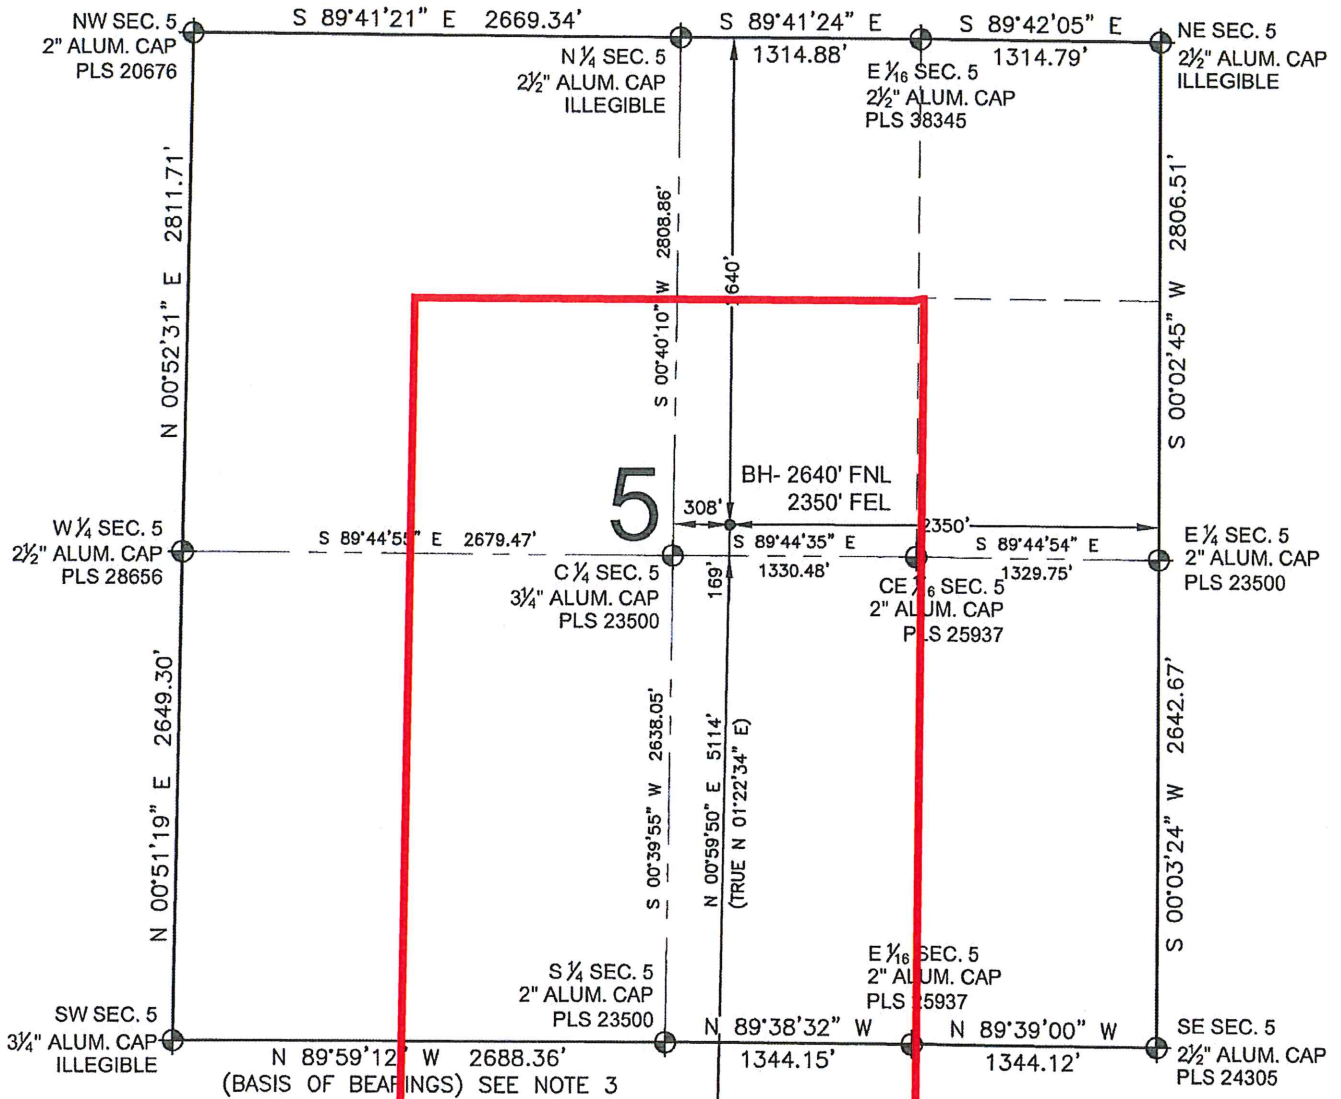 S 89°41'21" E 2669.34'
S 89°41'24" E
1314.88'
S 89°42'05" E
1314.79'
NW SEC. 5
2" ALUM. CAP
PLS 20676
N ¼ SEC. 5
2½" ALUM. CAP
ILLEGIBLE
E 1⁄16 SEC. 5
2½" ALUM. CAP
PLS 38345
NE SEC. 5
2½" ALUM. CAP
ILLEGIBLE
N 00°52'31" E 2811.71'
S 00°40'10" W 2808.86'
2640'
S 00°02'45" W 2806.51'
5
BH- 2640' FNL
2350' FEL
308'
2350'
W ¼ SEC. 5
2½" ALUM. CAP
PLS 28656
S 89°44'55" E 2679.47'
S 89°44'35" E
1330.48'
S 89°44'54" E
1329.75'
E ¼ SEC. 5
2" ALUM. CAP
PLS 23500
C ¼ SEC. 5
3¼" ALUM. CAP
PLS 23500
169'
CE 1⁄16 SEC. 5
2" ALUM. CAP
PLS 25937
N 00°51'19" E 2649.30'
S 00°39'55" W 2638.05'
N 00°59'50" E 5114'
(TRUE N 01°22'34" E)
S 00°03'24" W 2642.67'
SW SEC. 5
3¼" ALUM. CAP
ILLEGIBLE
S ¼ SEC. 5
2" ALUM. CAP
PLS 23500
E 1⁄16 SEC. 5
2" ALUM. CAP
PLS 25937
SE SEC. 5
2½" ALUM. CAP
PLS 24305
N 89°59'12" W 2688.36'
(BASIS OF BEARINGS) SEE NOTE 3
N 89°38'32" W
1344.15'
N 89°39'00" W
1344.12'